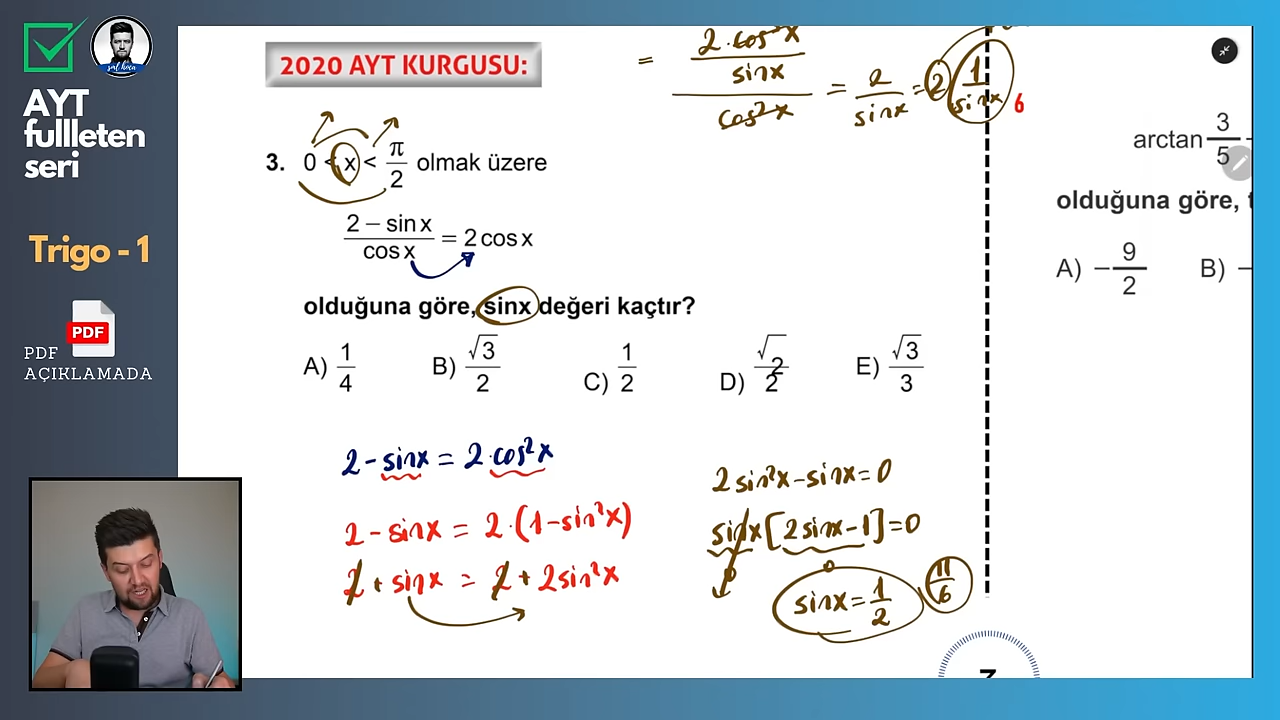 AYT
fullleten
seri
Trigo - 1
PDF
PDF
AÇIKLAMADA
2020 AYT KURGUSU:
= (2·cos²x / sinx) / cos²x = 2 / sinx = 2 (1 / sinx)
6
3. 0 < x < π/2 olmak üzere
(2 − sin x) / cos x = 2 cos x
olduğuna göre, sinx değeri kaçtır?
A) 1/4 B) √3/2 C) 1/2 D) √2/2 E) √3/3
2 - sinx = 2·cos²x
2 - sinx = 2·(1-sin²x)
2 + sinx = 2 + 2sin²x
2sin²x - sinx = 0
sinx[2sinx - 1] = 0
0 0
sinx = 1/2 π/6
arctan 3/5 -
olduğuna göre, t
A) − 9/2 B) −